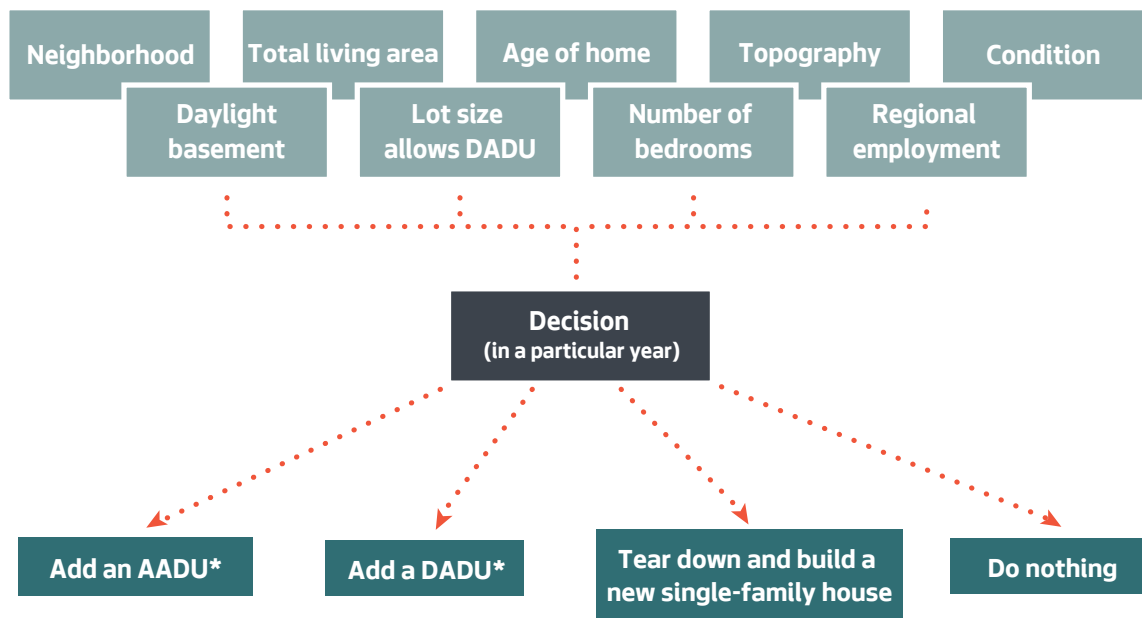 Neighborhood
Total living area
Age of home
Topography
Condition
Daylight
basement
Lot size
allows DADU
Number of
bedrooms
Regional
employment
Decision
(in a particular year)
Add an AADU*
Add a DADU*
Tear down and build a
new single-family house
Do nothing